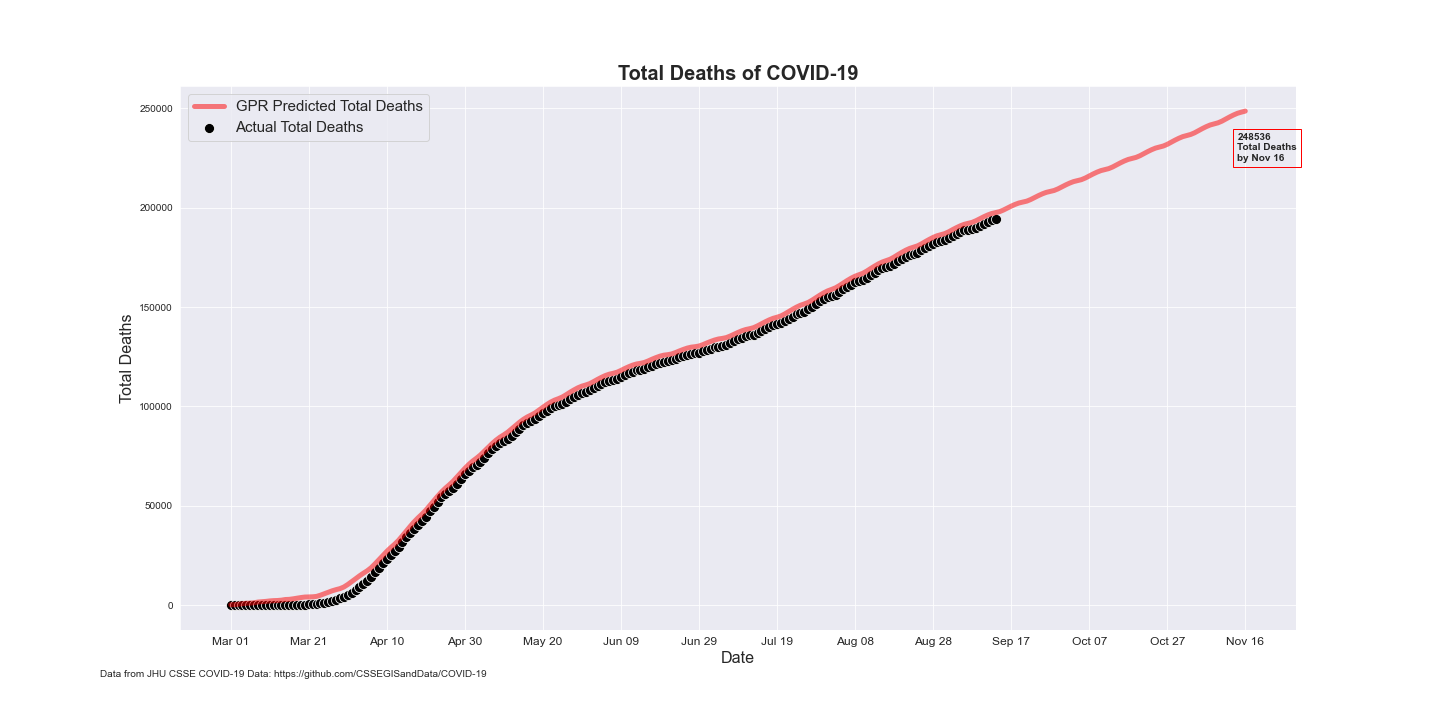 Total Deaths of COVID-19
GPR Predicted Total Deaths
Actual Total Deaths
250000
200000
150000
100000
50000
0
Total Deaths
248536
Total Deaths
by Nov 16
Mar 01 Mar 21 Apr 10 Apr 30 May 20 Jun 09 Jun 29 Jul 19 Aug 08 Aug 28 Sep 17 Oct 07 Oct 27 Nov 16
Date
Data from JHU CSSE COVID-19 Data: https://github.com/CSSEGISandData/COVID-19